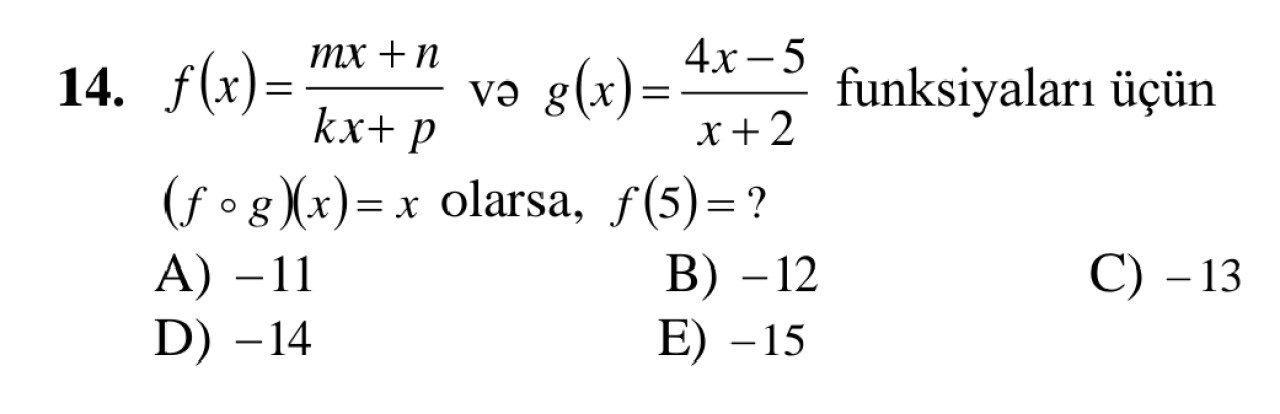 14. f(x)=(mx+n)/(kx+p) və g(x)=(4x−5)/(x+2) funksiyaları üçün
(f∘g)(x)=x olarsa, f(5)=?
A) −11 B) −12 C) −13
D) −14 E) −15